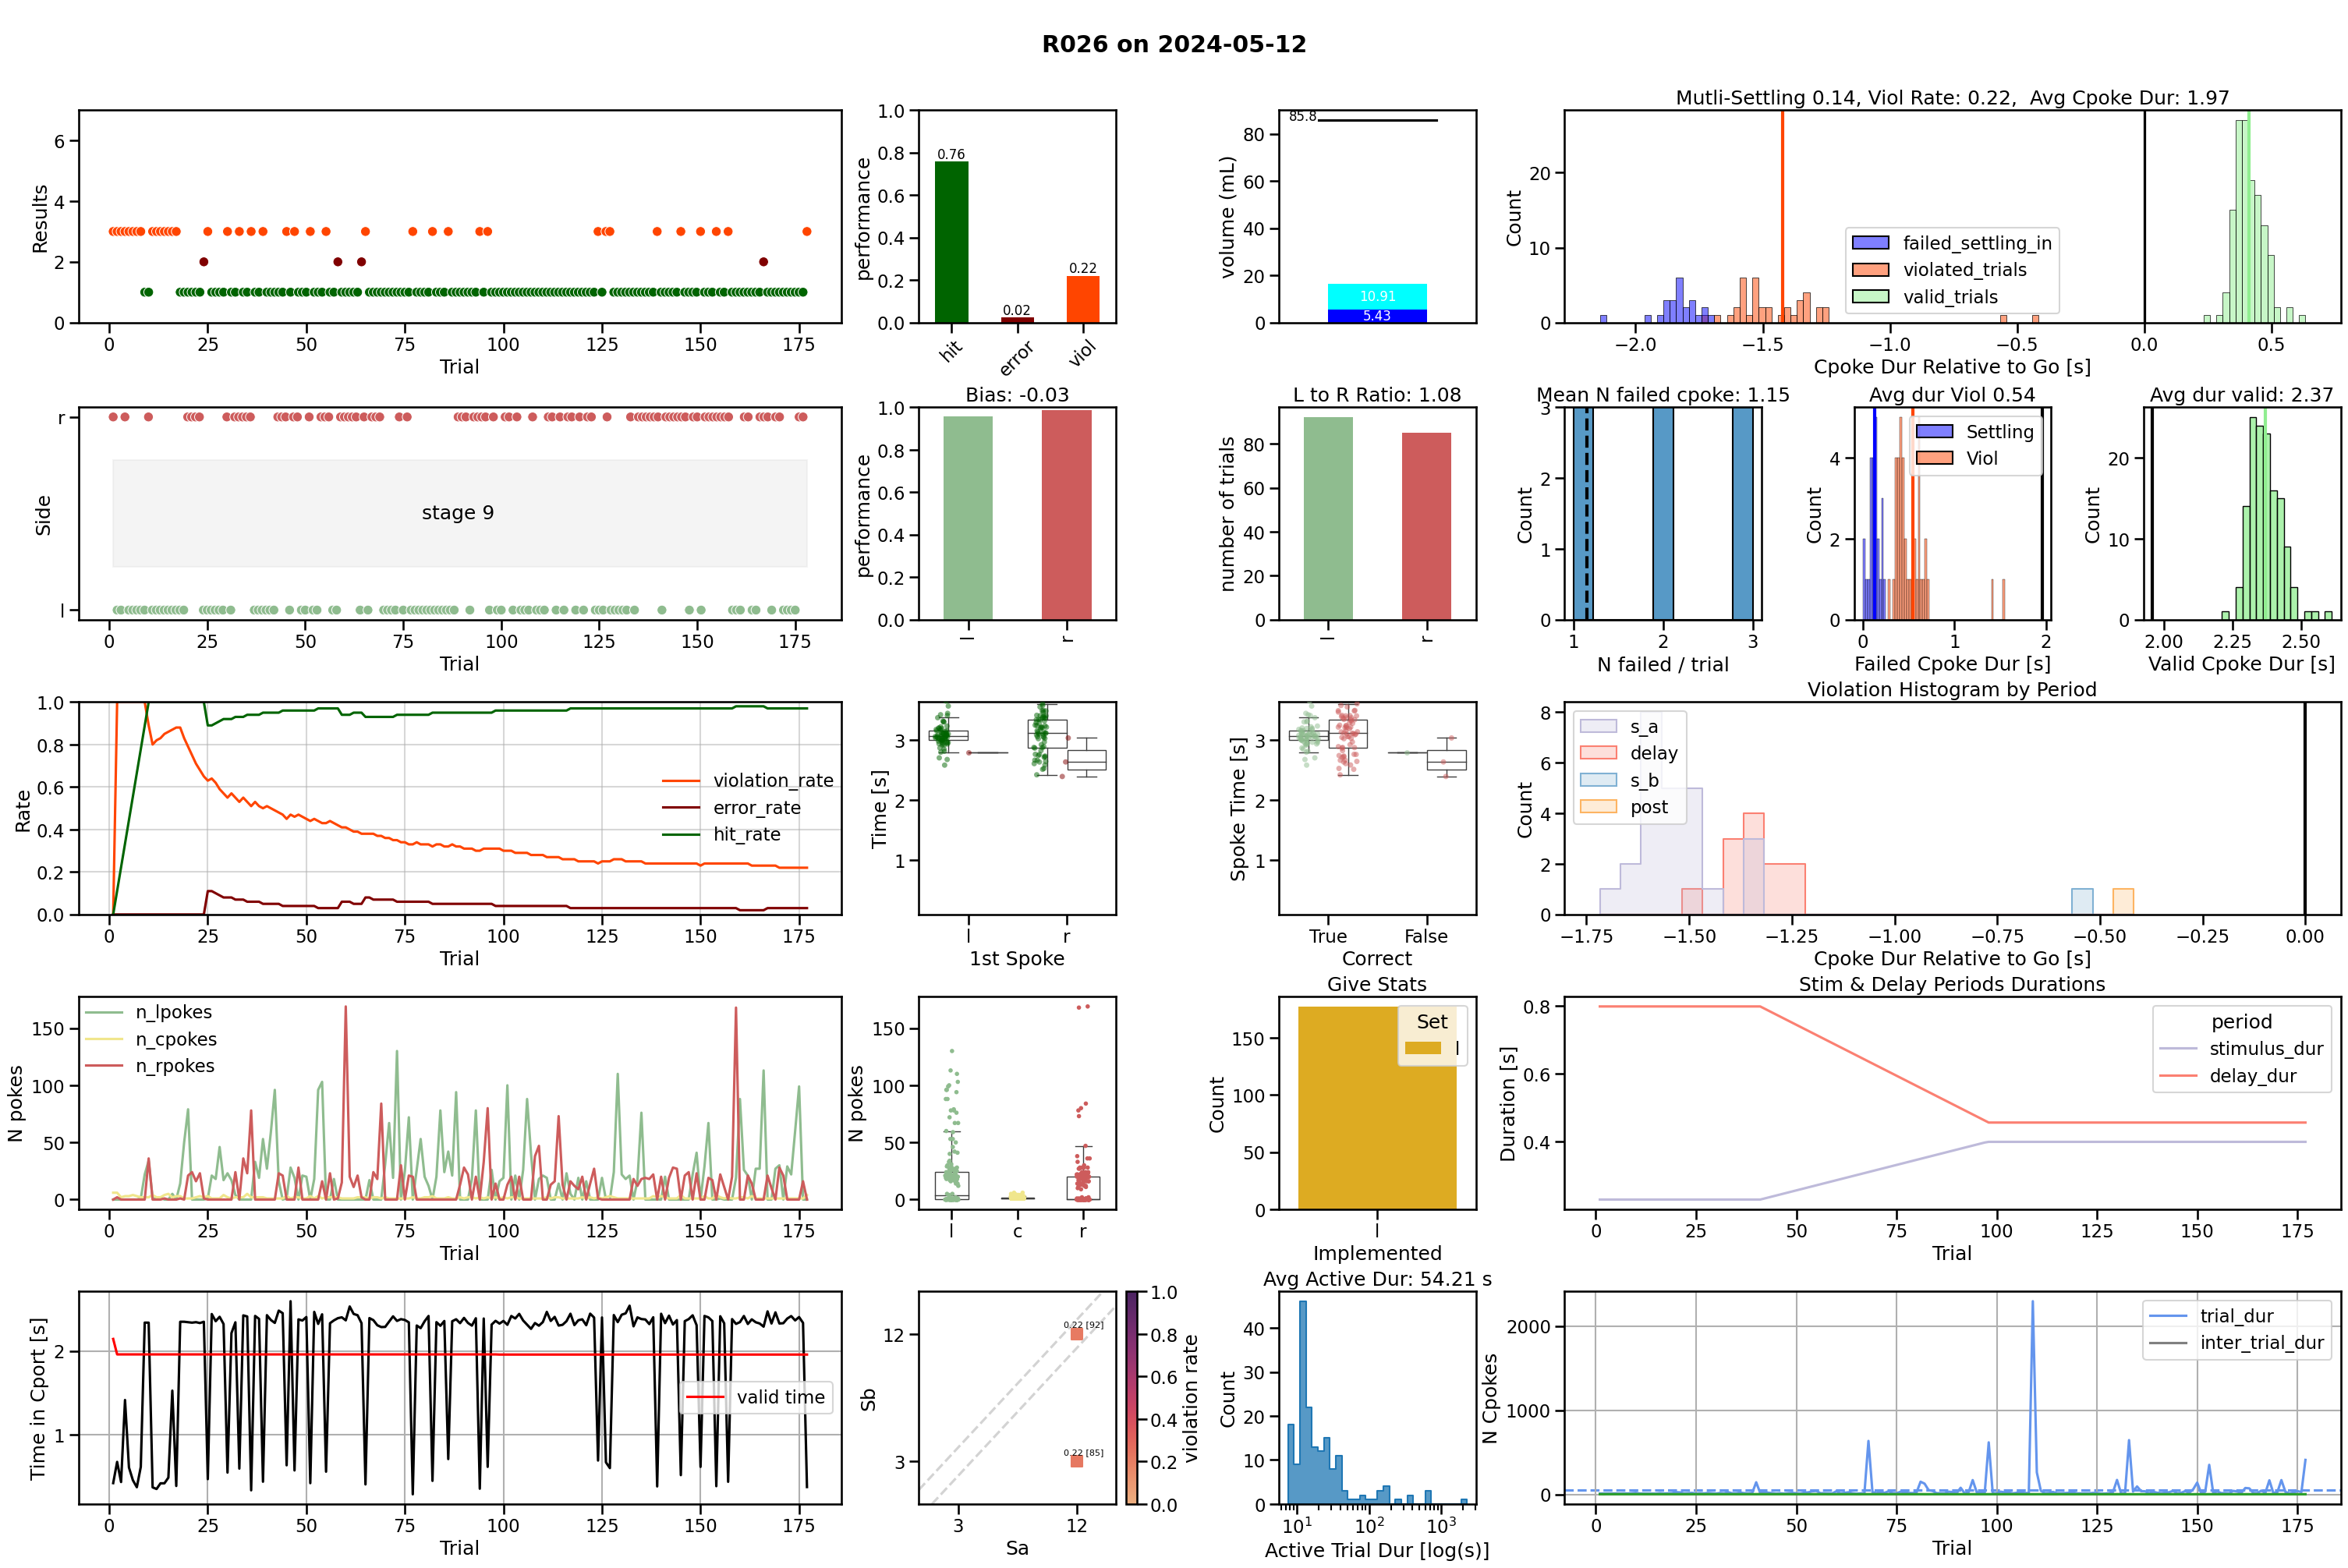 R026 on 2024-05-12
Results
6
4
2
0
0 25 50 75 100 125 150 175
Trial
performance
1.0
0.8
0.6
0.4
0.2
0.0
0.76
0.02
0.22
hit error viol
volume (mL)
80
60
40
20
0
85.8
10.91
5.43
Mutli-Settling 0.14, Viol Rate: 0.22, Avg Cpoke Dur: 1.97
Count
20
10
0
failed_settling_in
violated_trials
valid_trials
−2.0 −1.5 −1.0 −0.5 0.0 0.5
Cpoke Dur Relative to Go [s]
Side
r
stage 9
l
0 25 50 75 100 125 150 175
Trial
Bias: -0.03
performance
1.0
0.8
0.6
0.4
0.2
0.0
l r
L to R Ratio: 1.08
number of trials
80
60
40
20
0
l r
Mean N failed cpoke: 1.15
Count
3
2
1
0
1 2 3
N failed / trial
Avg dur Viol 0.54
Count
4
2
0
Settling
Viol
0 1 2
Failed Cpoke Dur [s]
Avg dur valid: 2.37
Count
20
10
0
2.00 2.25 2.50
Valid Cpoke Dur [s]
Rate
1.0
0.8
0.6
0.4
0.2
0.0
violation_rate
error_rate
hit_rate
0 25 50 75 100 125 150 175
Trial
Time [s]
3
2
1
l r
1st Spoke
Spoke Time [s]
3
2
1
True False
Correct
Violation Histogram by Period
Count
8
6
4
2
0
s_a
delay
s_b
post
−1.75 −1.50 −1.25 −1.00 −0.75 −0.50 −0.25 0.00
Cpoke Dur Relative to Go [s]
N pokes
150
100
50
0
n_lpokes
n_cpokes
n_rpokes
0 25 50 75 100 125 150 175
Trial
N pokes
150
100
50
0
l c r
Give Stats
Count
150
100
50
0
Set
l
l
Implemented
Stim & Delay Periods Durations
Duration [s]
0.8
0.6
0.4
period
stimulus_dur
delay_dur
0 25 50 75 100 125 150 175
Trial
Time in Cport [s]
2
1
valid time
0 25 50 75 100 125 150 175
Trial
Sb
12
3
0.22 [92]
0.22 [85]
3 12
Sa
1.0
0.8
0.6
0.4
0.2
0.0
violation rate
Avg Active Dur: 54.21 s
Count
40
30
20
10
0
10¹ 10² 10³
Active Trial Dur [log(s)]
N Cpokes
2000
1000
0
trial_dur
inter_trial_dur
0 25 50 75 100 125 150 175
Trial